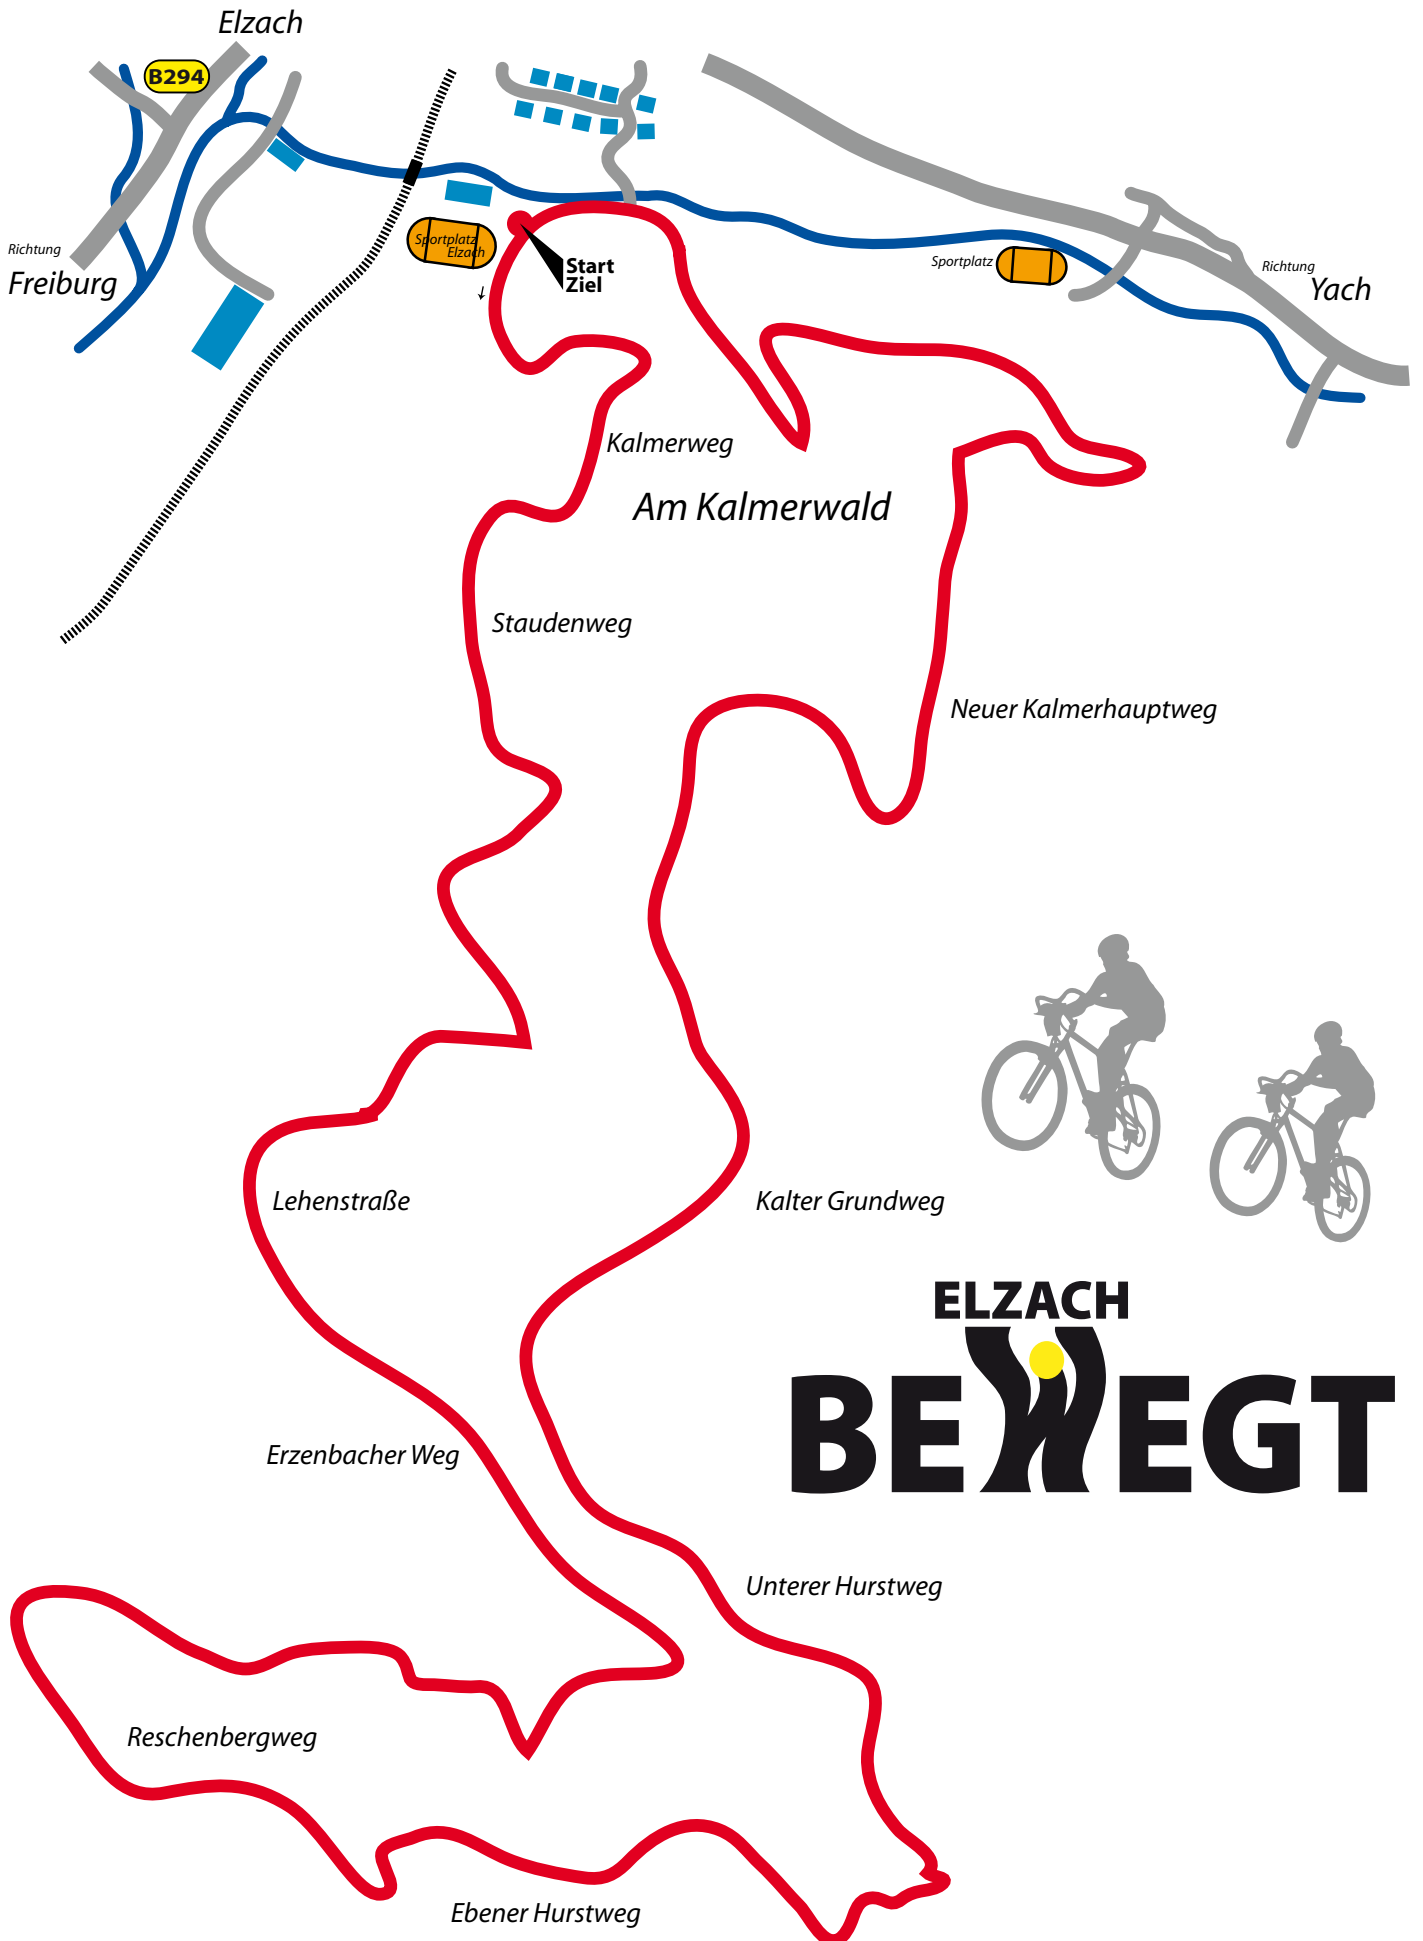 Elzach
B294
Richtung
Freiburg
Sportplatz
Elzach
Start
Ziel
Sportplatz
Richtung
Yach
Kalmerweg
Am Kalmerwald
Staudenweg
Neuer Kalmerhauptweg
Lehenstraße
Kalter Grundweg
ELZACH
BEWEGT
Erzenbacher Weg
Unterer Hurstweg
Reschenbergweg
Ebener Hurstweg